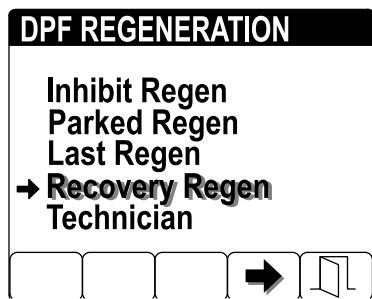 DPF REGENERATION
Inhibit Regen
Parked Regen
Last Regen
Recovery Regen
Technician